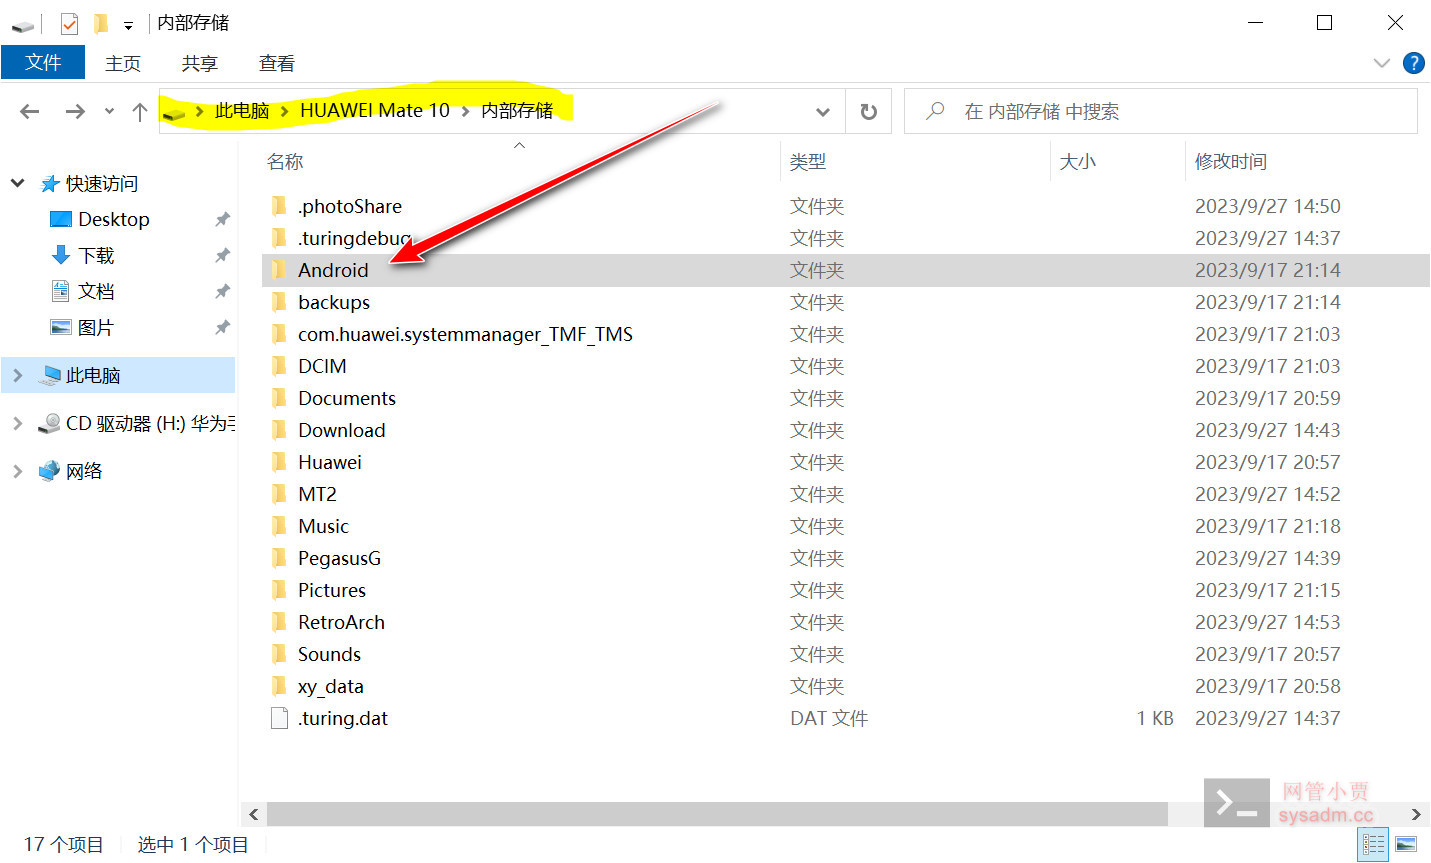 内部存储
文件 主页 共享 查看 ?
此电脑 HUAWEI Mate 10 内部存储 在 内部存储 中搜索
名称 类型 大小 修改时间
快速访问
Desktop
下载
文档
图片
此电脑
CD 驱动器 (H:) 华为手
网络
.photoShare 文件夹 2023/9/27 14:50
.turingdebug 文件夹 2023/9/27 14:37
Android 文件夹 2023/9/17 21:14
backups 文件夹 2023/9/17 21:14
com.huawei.systemmanager_TMF_TMS 文件夹 2023/9/17 21:03
DCIM 文件夹 2023/9/17 21:03
Documents 文件夹 2023/9/17 20:59
Download 文件夹 2023/9/27 14:43
Huawei 文件夹 2023/9/17 20:57
MT2 文件夹 2023/9/27 14:52
Music 文件夹 2023/9/17 21:18
PegasusG 文件夹 2023/9/27 14:39
Pictures 文件夹 2023/9/17 21:15
RetroArch 文件夹 2023/9/27 14:53
Sounds 文件夹 2023/9/17 20:57
xy_data 文件夹 2023/9/17 20:58
.turing.dat DAT 文件 1 KB 2023/9/27 14:37
网管小贾
sysadm.cc
17 个项目 选中 1 个项目